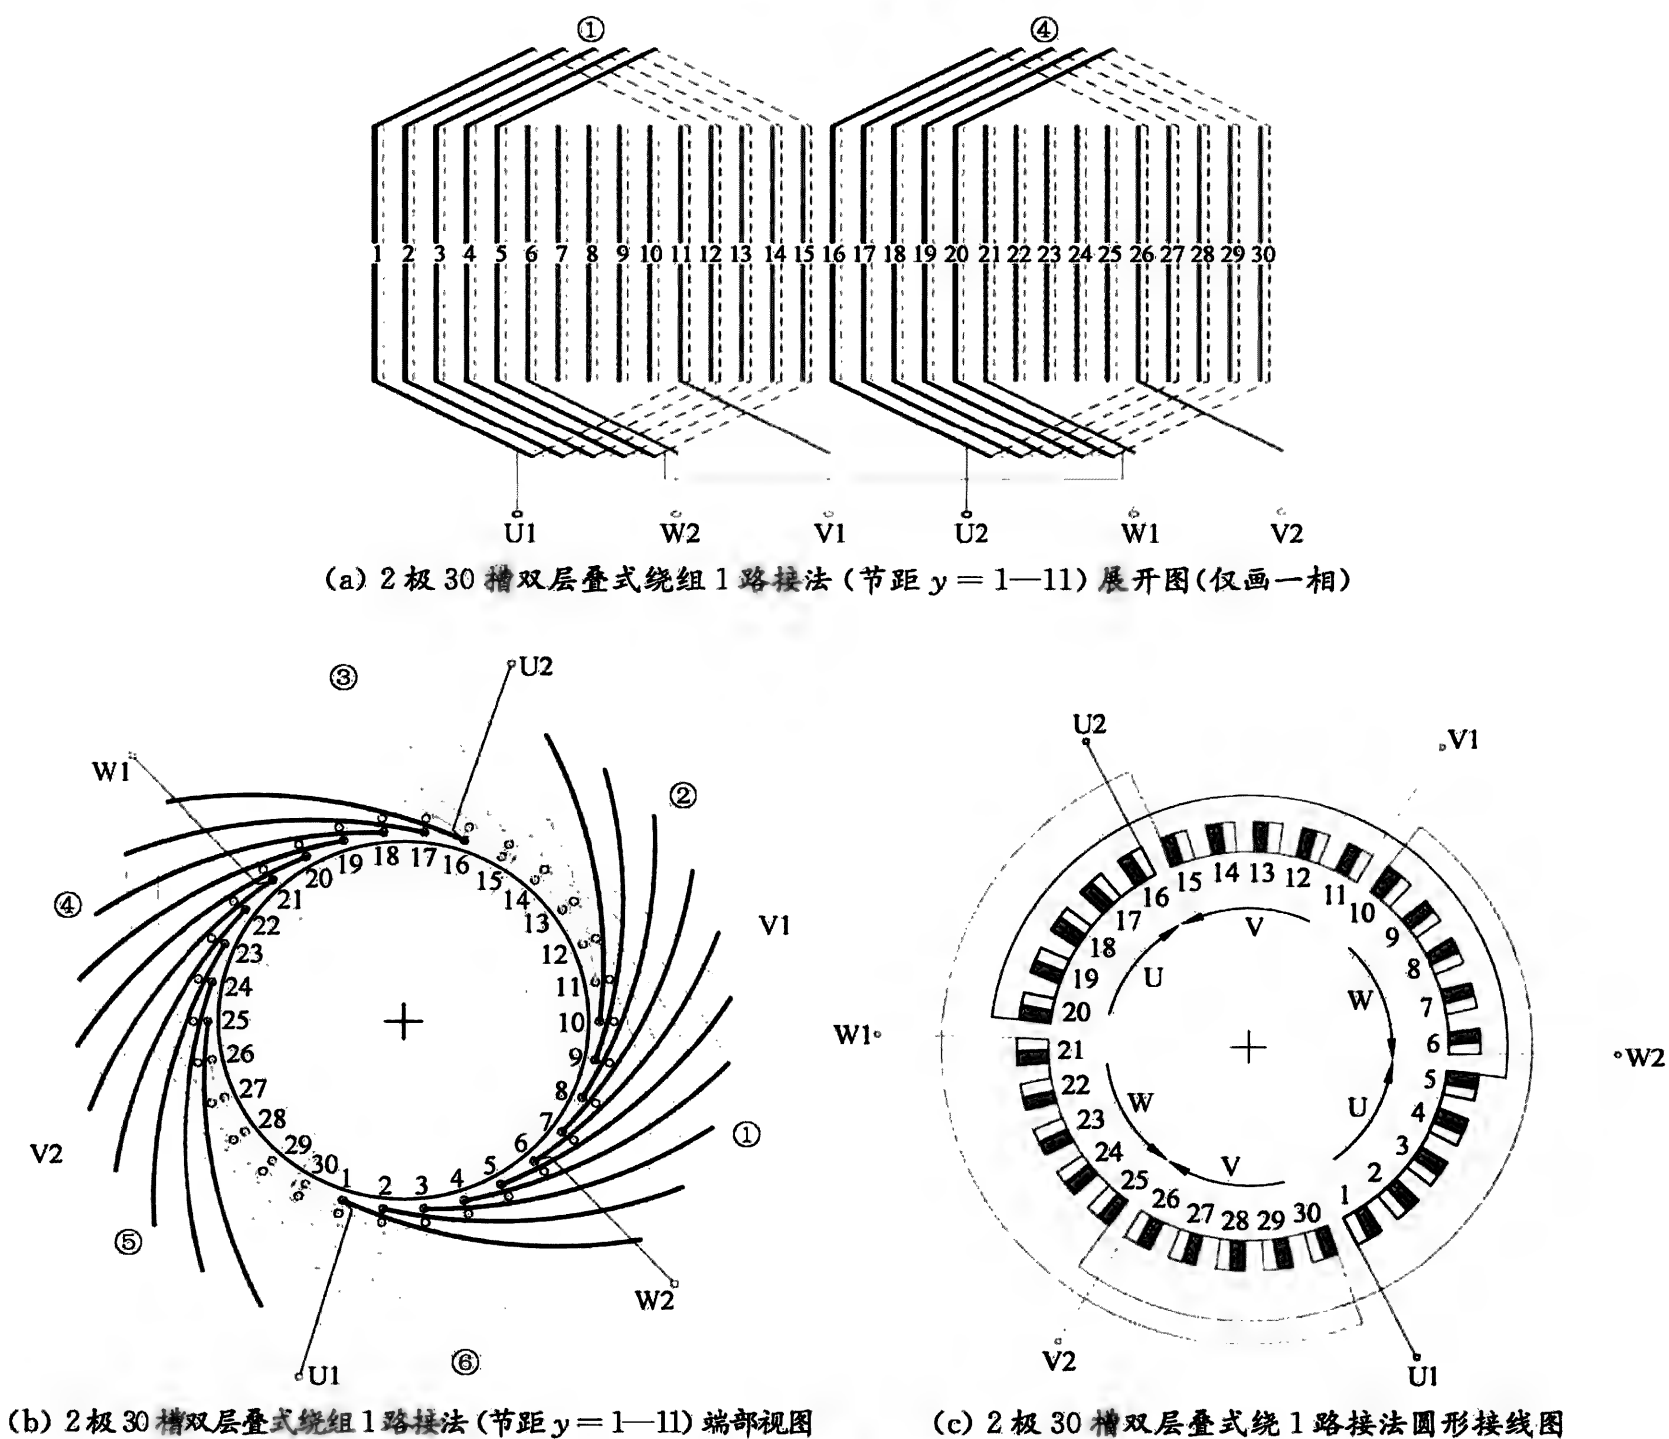 ① ④
1 2 3 4 5 6 7 8 9 10 11 12 13 14 15 16 17 18 19 20 21 22 23 24 25 26 27 28 29 30
U1 W2 V1 U2 W1 V2
(a) 2极30槽双层叠式绕组1路接法(节距y=1—11)展开图(仅画一相)
③ U2
W1 ②
19 18 17 16
20 15
21 14
④ 22 13
23 12 V1
24 11
25 10
26 9
27 8
28 7 ①
V2 29 6
30 1 2 3 4 5
⑤
W2
U1 ⑥
(b) 2极30槽双层叠式绕组1路接法(节距y=1—11)端部视图
U2 V1
16 15 14 13 12 11
17 10
18 V 9
19 U 8
20 W 7
W1 6 W2
21 5
22 W U 4
23 3
24 V 2
25 26 27 28 29 30 1
V2 U1
(c) 2极30槽双层叠式绕1路接法圆形接线图